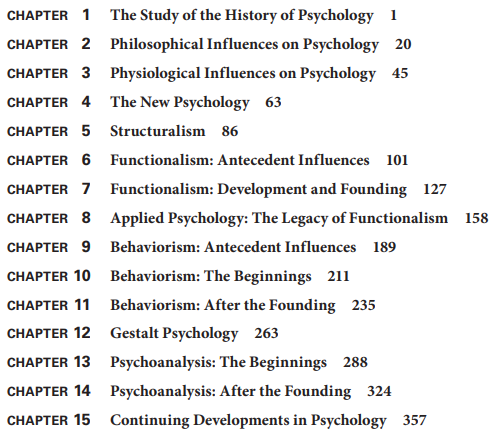 CHAPTER 1 The Study of the History of Psychology 1
CHAPTER 2 Philosophical Influences on Psychology 20
CHAPTER 3 Physiological Influences on Psychology 45
CHAPTER 4 The New Psychology 63
CHAPTER 5 Structuralism 86
CHAPTER 6 Functionalism: Antecedent Influences 101
CHAPTER 7 Functionalism: Development and Founding 127
CHAPTER 8 Applied Psychology: The Legacy of Functionalism 158
CHAPTER 9 Behaviorism: Antecedent Influences 189
CHAPTER 10 Behaviorism: The Beginnings 211
CHAPTER 11 Behaviorism: After the Founding 235
CHAPTER 12 Gestalt Psychology 263
CHAPTER 13 Psychoanalysis: The Beginnings 288
CHAPTER 14 Psychoanalysis: After the Founding 324
CHAPTER 15 Continuing Developments in Psychology 357